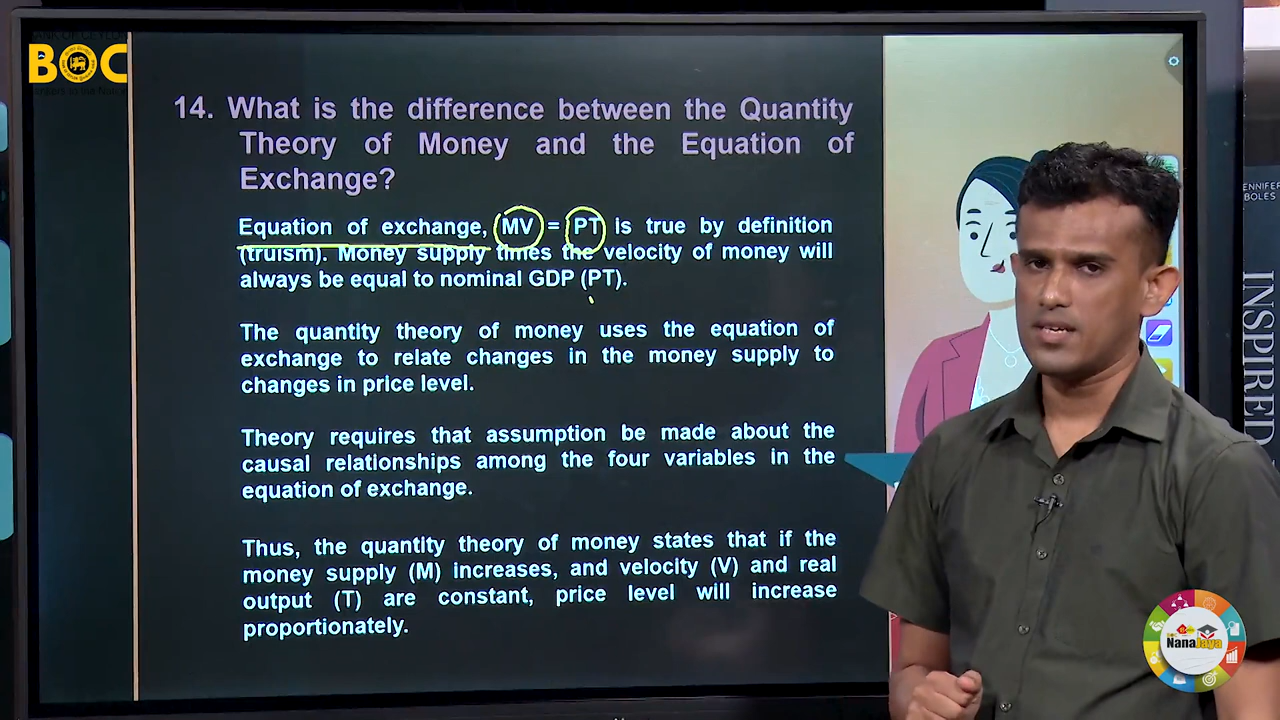 BOC
14. What is the difference between the Quantity
Theory of Money and the Equation of
Exchange?
Equation of exchange, MV = PT is true by definition
(truism). Money supply times the velocity of money will
always be equal to nominal GDP (PT).
The quantity theory of money uses the equation of
exchange to relate changes in the money supply to
changes in price level.
Theory requires that assumption be made about the
causal relationships among the four variables in the
equation of exchange.
Thus, the quantity theory of money states that if the
money supply (M) increases, and velocity (V) and real
output (T) are constant, price level will increase
proportionately.
ENNIFER
BOLES
INSPIRED
NanaJaya